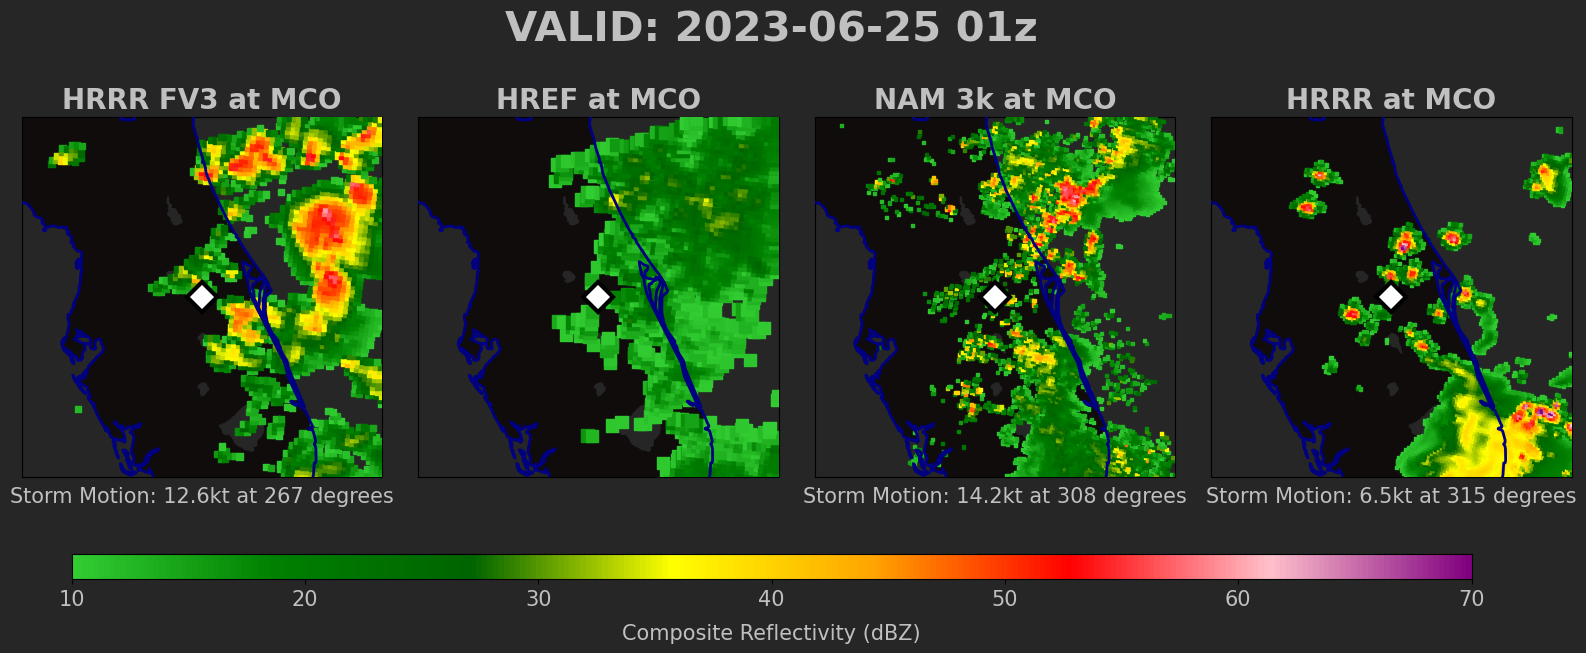 VALID: 2023-06-25 01z
HRRR FV3 at MCO
HREF at MCO
NAM 3k at MCO
HRRR at MCO
Storm Motion: 12.6kt at 267 degrees
Storm Motion: 14.2kt at 308 degrees
Storm Motion: 6.5kt at 315 degrees
10 20 30 40 50 60 70
Composite Reflectivity (dBZ)